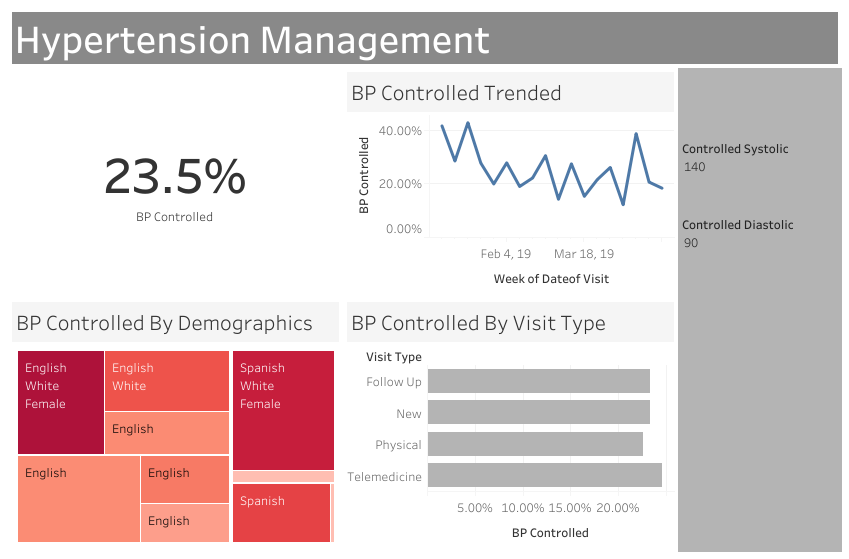 Hypertension Management
23.5%
BP Controlled
BP Controlled Trended
BP Controlled
40.00%
20.00%
0.00%
Feb 4, 19
Mar 18, 19
Week of Dateof Visit
Controlled Systolic
140
Controlled Diastolic
90
BP Controlled By Demographics
English
White
Female
English
White
English
English
English
English
Spanish
White
Female
Spanish
BP Controlled By Visit Type
Visit Type
Follow Up
New
Physical
Telemedicine
5.00%
10.00%
15.00%
20.00%
BP Controlled